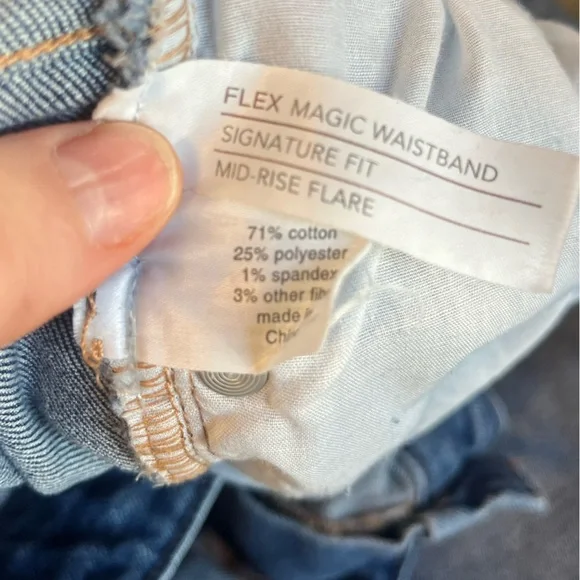 FLEX MAGIC WAISTBAND
SIGNATURE FIT
MID-RISE FLARE
71% cotton
25% polyester
1% spandex
3% other
made